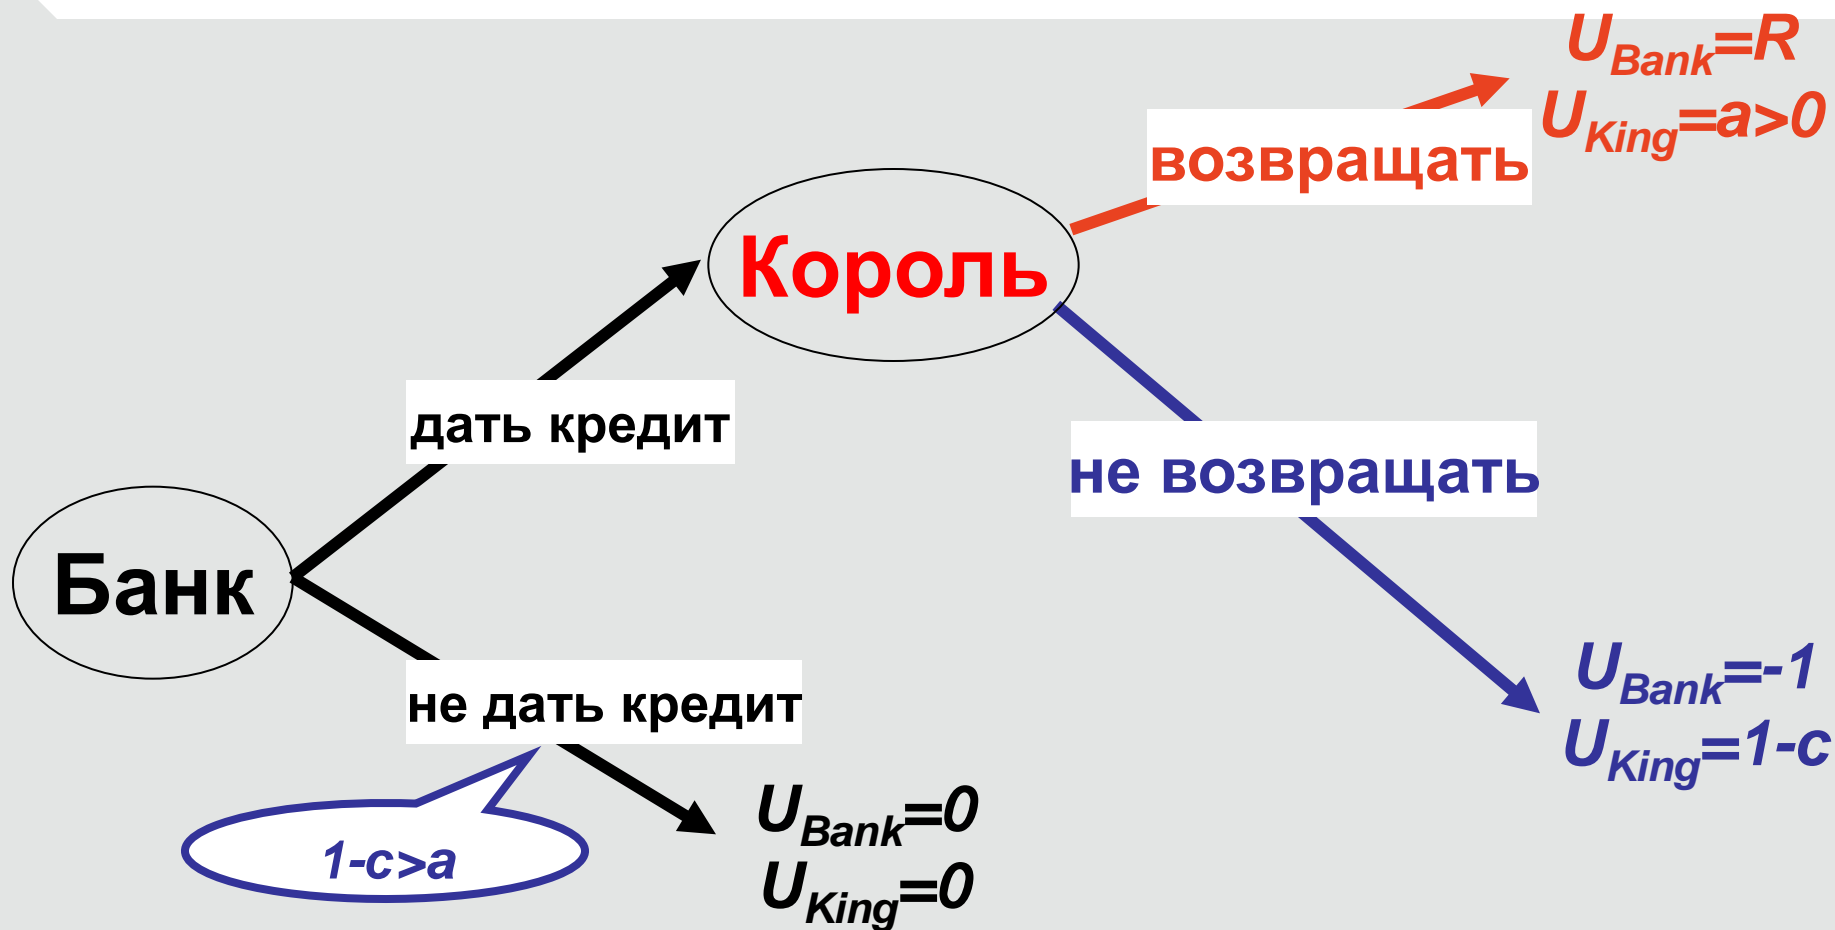 U_Bank=R
U_King=a>0
возвращать
Король
дать кредит
не возвращать
Банк
U_Bank=-1
U_King=1-c
не дать кредит
1-c>a
U_Bank=0
U_King=0